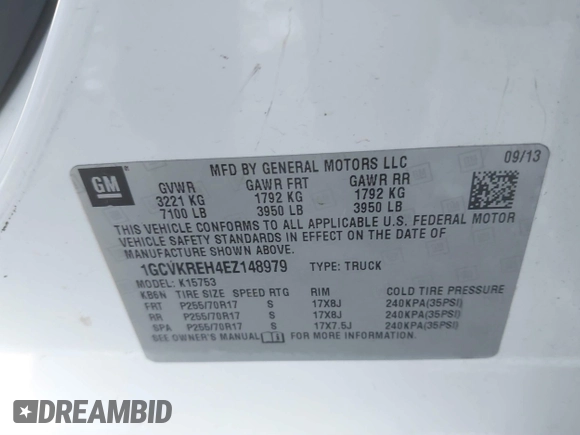 MFD BY GENERAL MOTORS LLC 09/13
GM
GVWR GAWR FRT GAWR RR
3221 KG 1792 KG 1792 KG
7100 LB 3950 LB 3950 LB
THIS VEHICLE CONFORMS TO ALL APPLICABLE U.S. FEDERAL MOTOR
VEHICLE SAFETY STANDARDS IN EFFECT ON THE DATE OF
MANUFACTURE SHOWN ABOVE.
1GCVKREH4EZ148979 TYPE: TRUCK
MODEL: K15753
KB5N TIRE SIZE SPEED RTG RIM COLD TIRE PRESSURE
FRT P255/70R17 S 17X8J 240KPA(35PSI)
RR P255/70R17 S 17X8J 240KPA(35PSI)
SPA P255/70R17 S 17X7.5J 240KPA(35PSI)
SEE OWNER'S MANUAL FOR MORE INFORMATION
DREAMBID